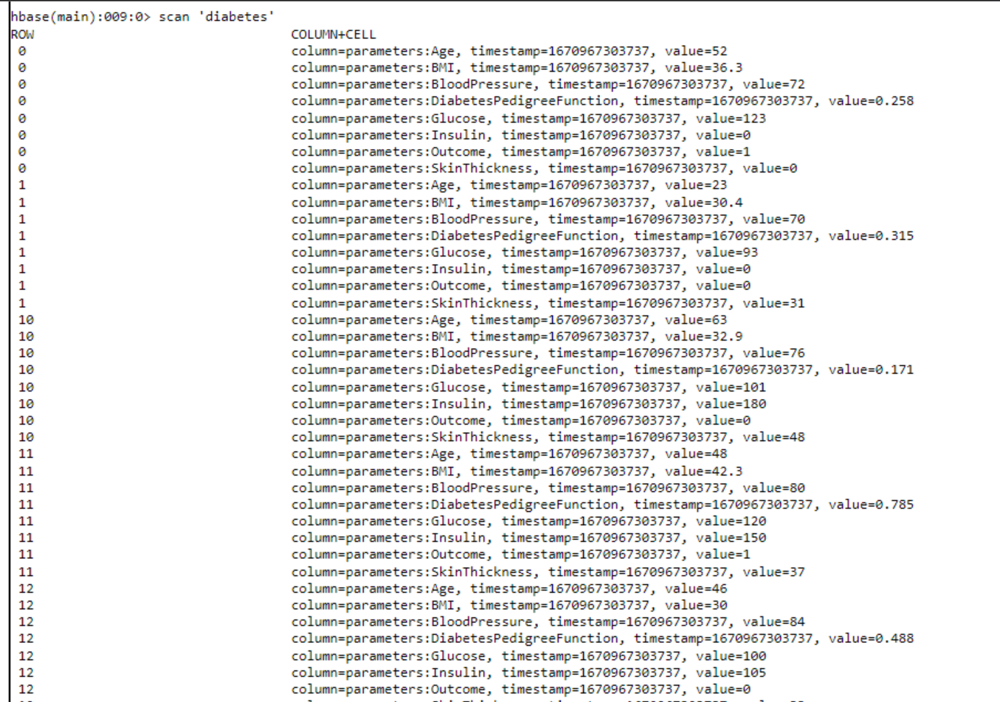 hbase(main):009:0> scan 'diabetes'
ROW COLUMN+CELL
0 column=parameters:Age, timestamp=1670967303737, value=52
0 column=parameters:BMI, timestamp=1670967303737, value=36.3
0 column=parameters:BloodPressure, timestamp=1670967303737, value=72
0 column=parameters:DiabetesPedigreeFunction, timestamp=1670967303737, value=0.258
0 column=parameters:Glucose, timestamp=1670967303737, value=123
0 column=parameters:Insulin, timestamp=1670967303737, value=0
0 column=parameters:Outcome, timestamp=1670967303737, value=1
0 column=parameters:SkinThickness, timestamp=1670967303737, value=0
1 column=parameters:Age, timestamp=1670967303737, value=23
1 column=parameters:BMI, timestamp=1670967303737, value=30.4
1 column=parameters:BloodPressure, timestamp=1670967303737, value=70
1 column=parameters:DiabetesPedigreeFunction, timestamp=1670967303737, value=0.315
1 column=parameters:Glucose, timestamp=1670967303737, value=93
1 column=parameters:Insulin, timestamp=1670967303737, value=0
1 column=parameters:Outcome, timestamp=1670967303737, value=0
1 column=parameters:SkinThickness, timestamp=1670967303737, value=31
10 column=parameters:Age, timestamp=1670967303737, value=63
10 column=parameters:BMI, timestamp=1670967303737, value=32.9
10 column=parameters:BloodPressure, timestamp=1670967303737, value=76
10 column=parameters:DiabetesPedigreeFunction, timestamp=1670967303737, value=0.171
10 column=parameters:Glucose, timestamp=1670967303737, value=101
10 column=parameters:Insulin, timestamp=1670967303737, value=180
10 column=parameters:Outcome, timestamp=1670967303737, value=0
10 column=parameters:SkinThickness, timestamp=1670967303737, value=48
11 column=parameters:Age, timestamp=1670967303737, value=48
11 column=parameters:BMI, timestamp=1670967303737, value=42.3
11 column=parameters:BloodPressure, timestamp=1670967303737, value=80
11 column=parameters:DiabetesPedigreeFunction, timestamp=1670967303737, value=0.785
11 column=parameters:Glucose, timestamp=1670967303737, value=120
11 column=parameters:Insulin, timestamp=1670967303737, value=150
11 column=parameters:Outcome, timestamp=1670967303737, value=1
11 column=parameters:SkinThickness, timestamp=1670967303737, value=37
12 column=parameters:Age, timestamp=1670967303737, value=46
12 column=parameters:BMI, timestamp=1670967303737, value=30
12 column=parameters:BloodPressure, timestamp=1670967303737, value=84
12 column=parameters:DiabetesPedigreeFunction, timestamp=1670967303737, value=0.488
12 column=parameters:Glucose, timestamp=1670967303737, value=100
12 column=parameters:Insulin, timestamp=1670967303737, value=105
12 column=parameters:Outcome, timestamp=1670967303737, value=0